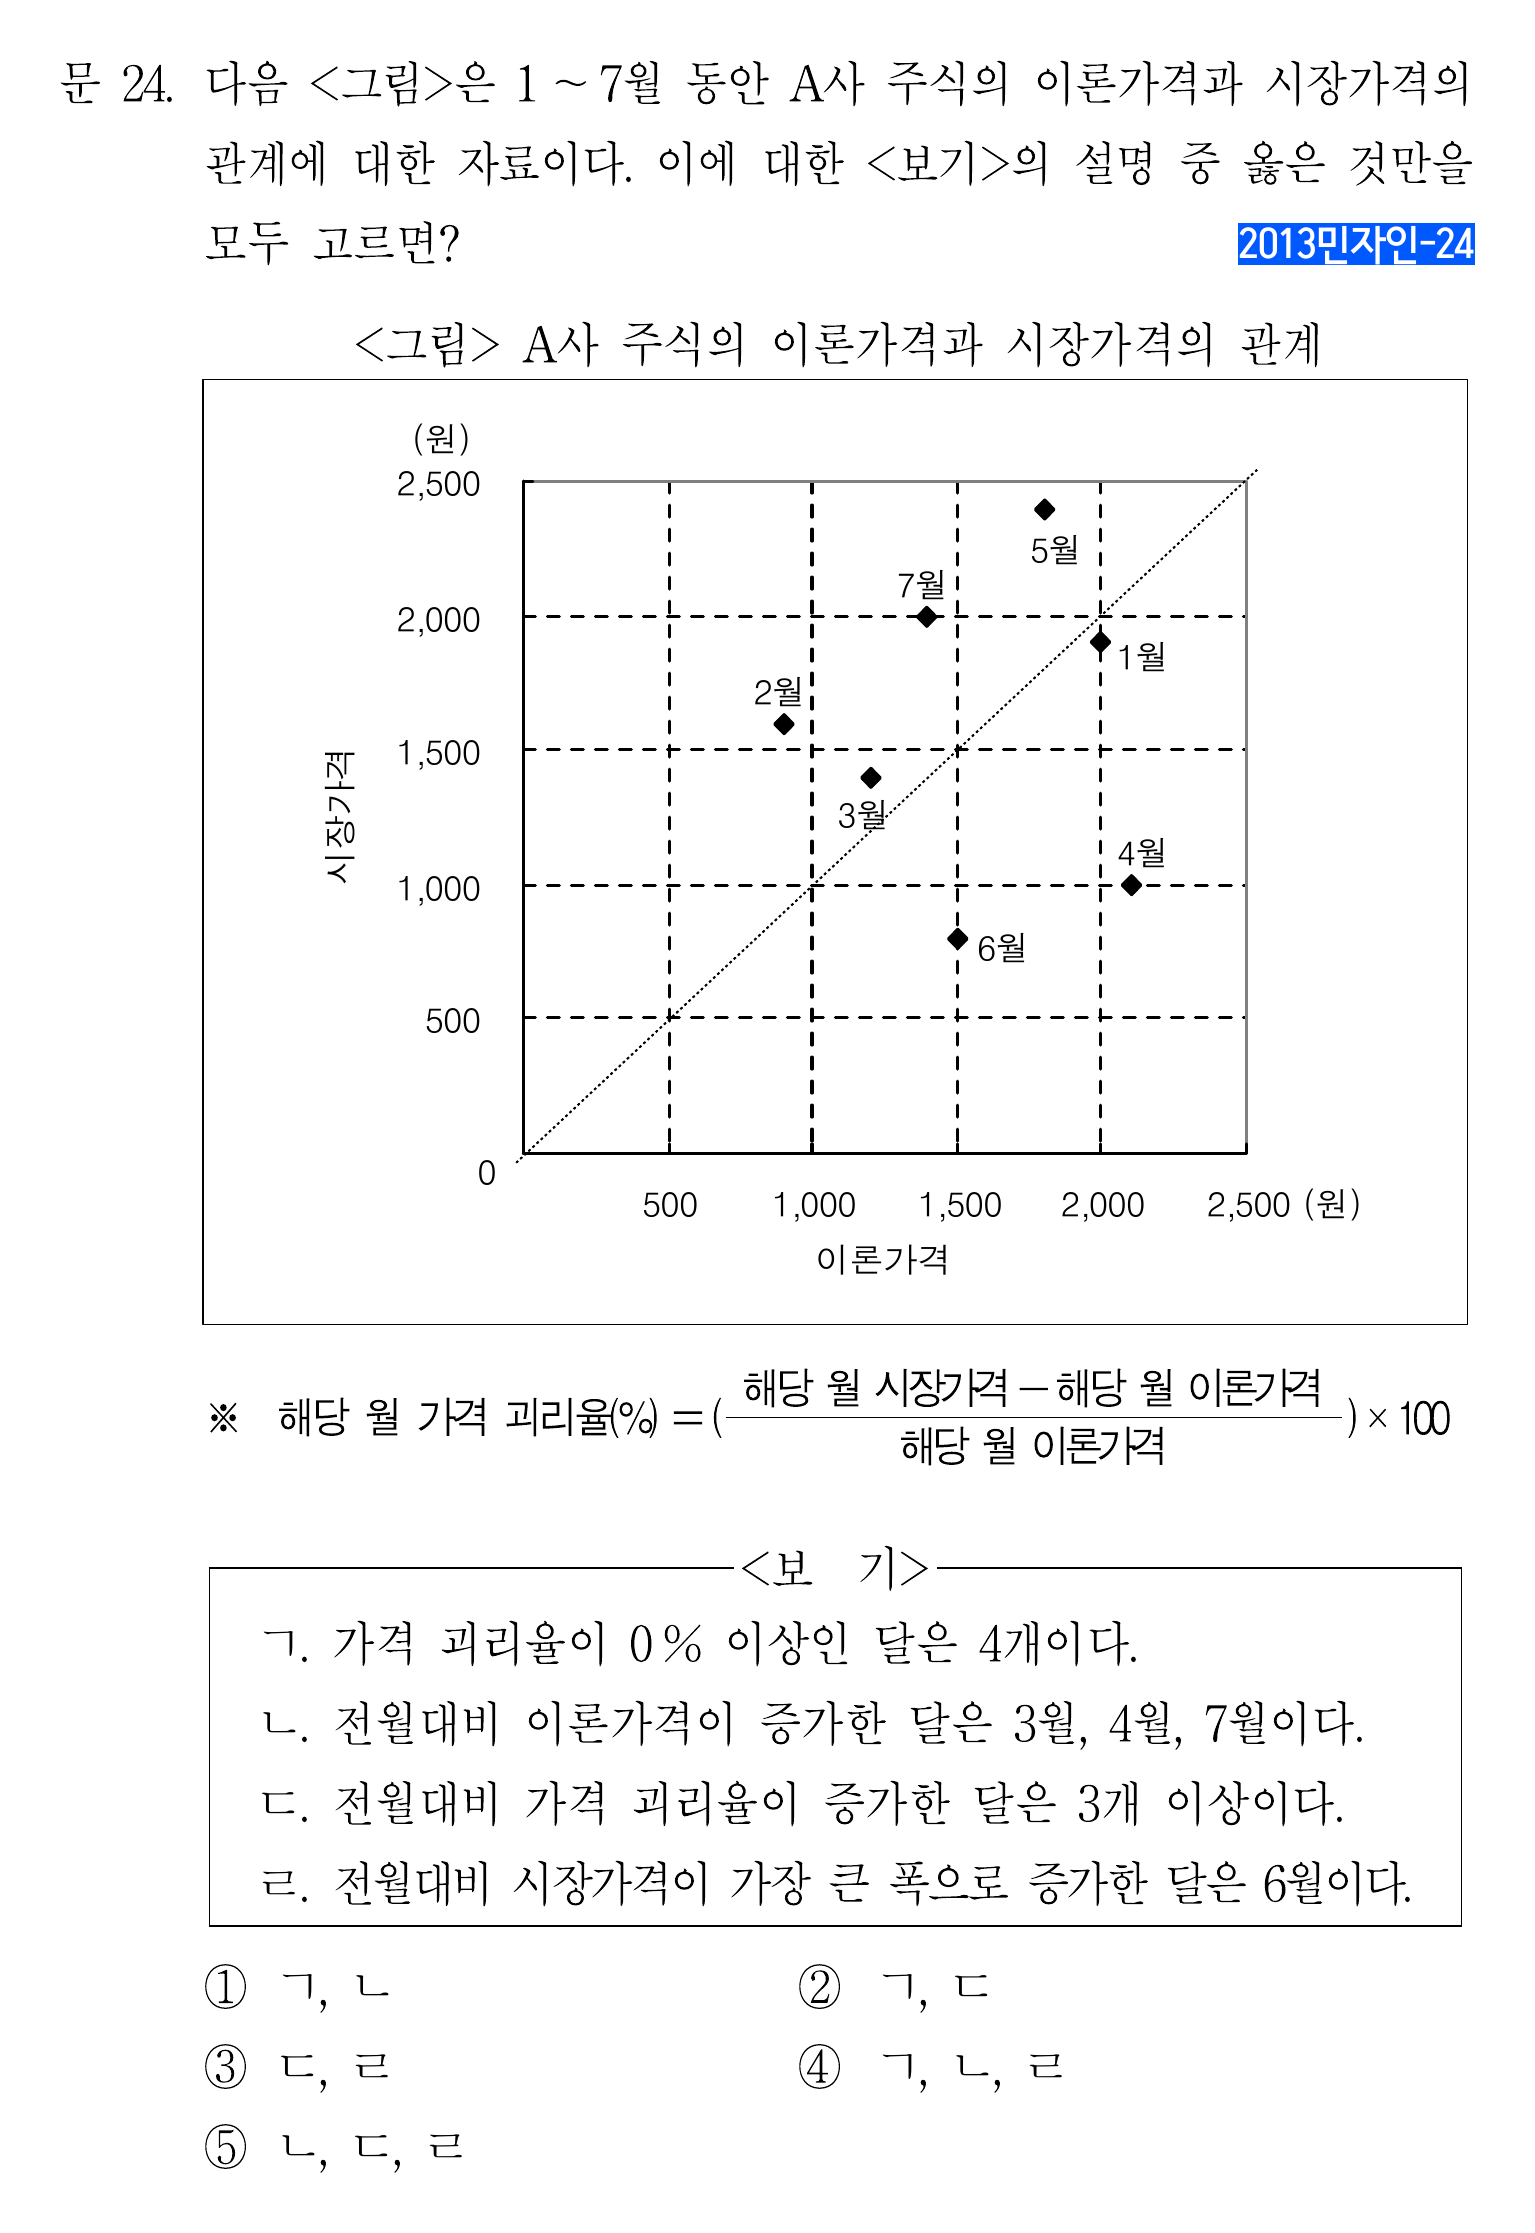 문 24. 다음 <그림>은 1 ~ 7월 동안 A사 주식의 이론가격과 시장가격의
관계에 대한 자료이다. 이에 대한 <보기>의 설명 중 옳은 것만을
모두 고르면?
2013민자인-24
<그림> A사 주식의 이론가격과 시장가격의 관계
(원)
2,500
5월
7월
2,000
1월
2월
1,500
시장가격
3월
4월
1,000
6월
500
0
500 1,000 1,500 2,000 2,500 (원)
이론가격
※ 해당 월 가격 괴리율(%) = ( 해당 월 시장가격 − 해당 월 이론가격 ) × 100
해당 월 이론가격
<보 기>
ㄱ. 가격 괴리율이 0 % 이상인 달은 4개이다.
ㄴ. 전월대비 이론가격이 증가한 달은 3월, 4월, 7월이다.
ㄷ. 전월대비 가격 괴리율이 증가한 달은 3개 이상이다.
ㄹ. 전월대비 시장가격이 가장 큰 폭으로 증가한 달은 6월이다.
① ㄱ, ㄴ ② ㄱ, ㄷ
③ ㄷ, ㄹ ④ ㄱ, ㄴ, ㄹ
⑤ ㄴ, ㄷ, ㄹ